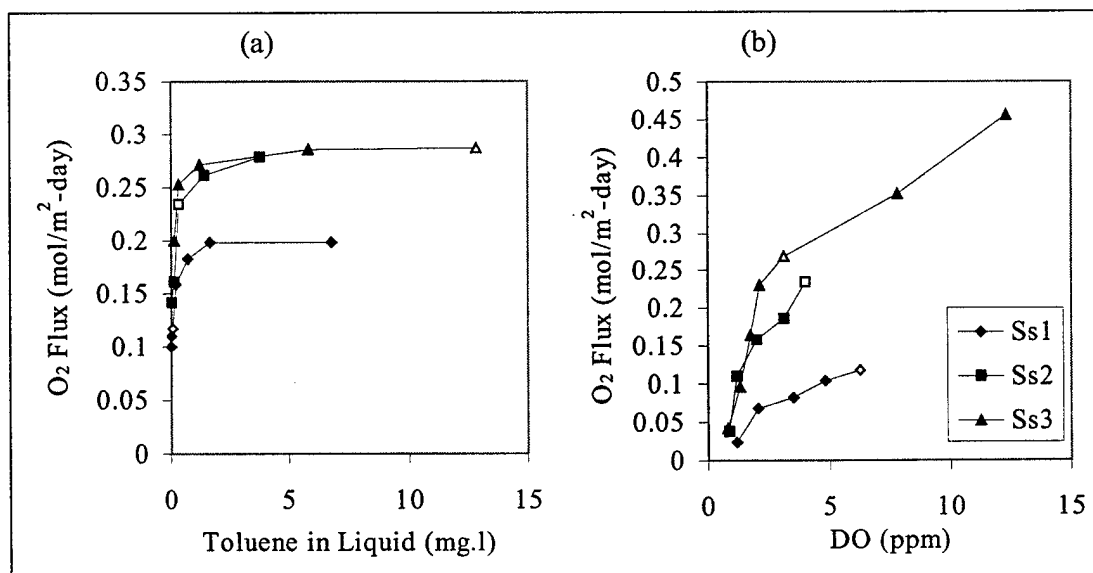 (a)
0.35
0.3
0.25
0.2
0.15
0.1
0.05
0
O₂ Flux (mol/m²-day)
0 5 10 15
Toluene in Liquid (mg.l)
(b)
0.5
0.45
0.4
0.35
0.3
0.25
0.2
0.15
0.1
0.05
0
O₂ Flux (mol/m²-day)
0 5 10 15
DO (ppm)
Ss1
Ss2
Ss3